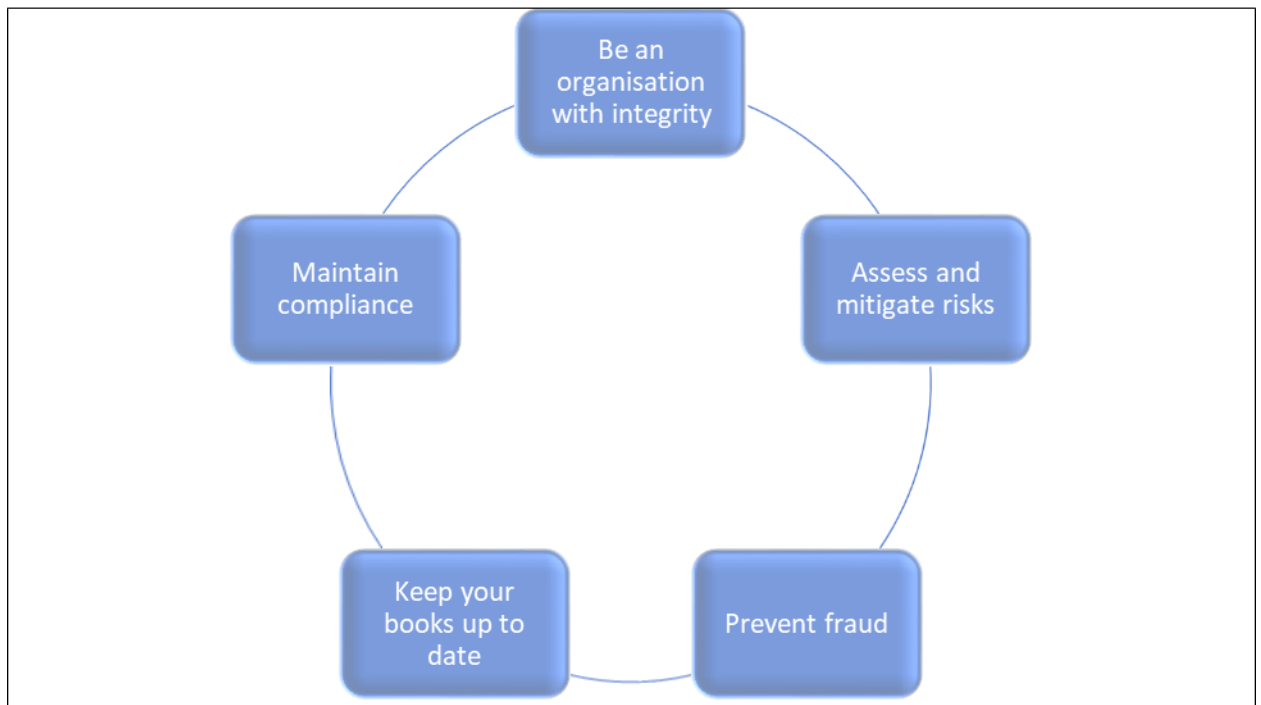 Be an
organisation
with integrity
Assess and
mitigate risks
Prevent fraud
Keep your
books up to
date
Maintain
compliance